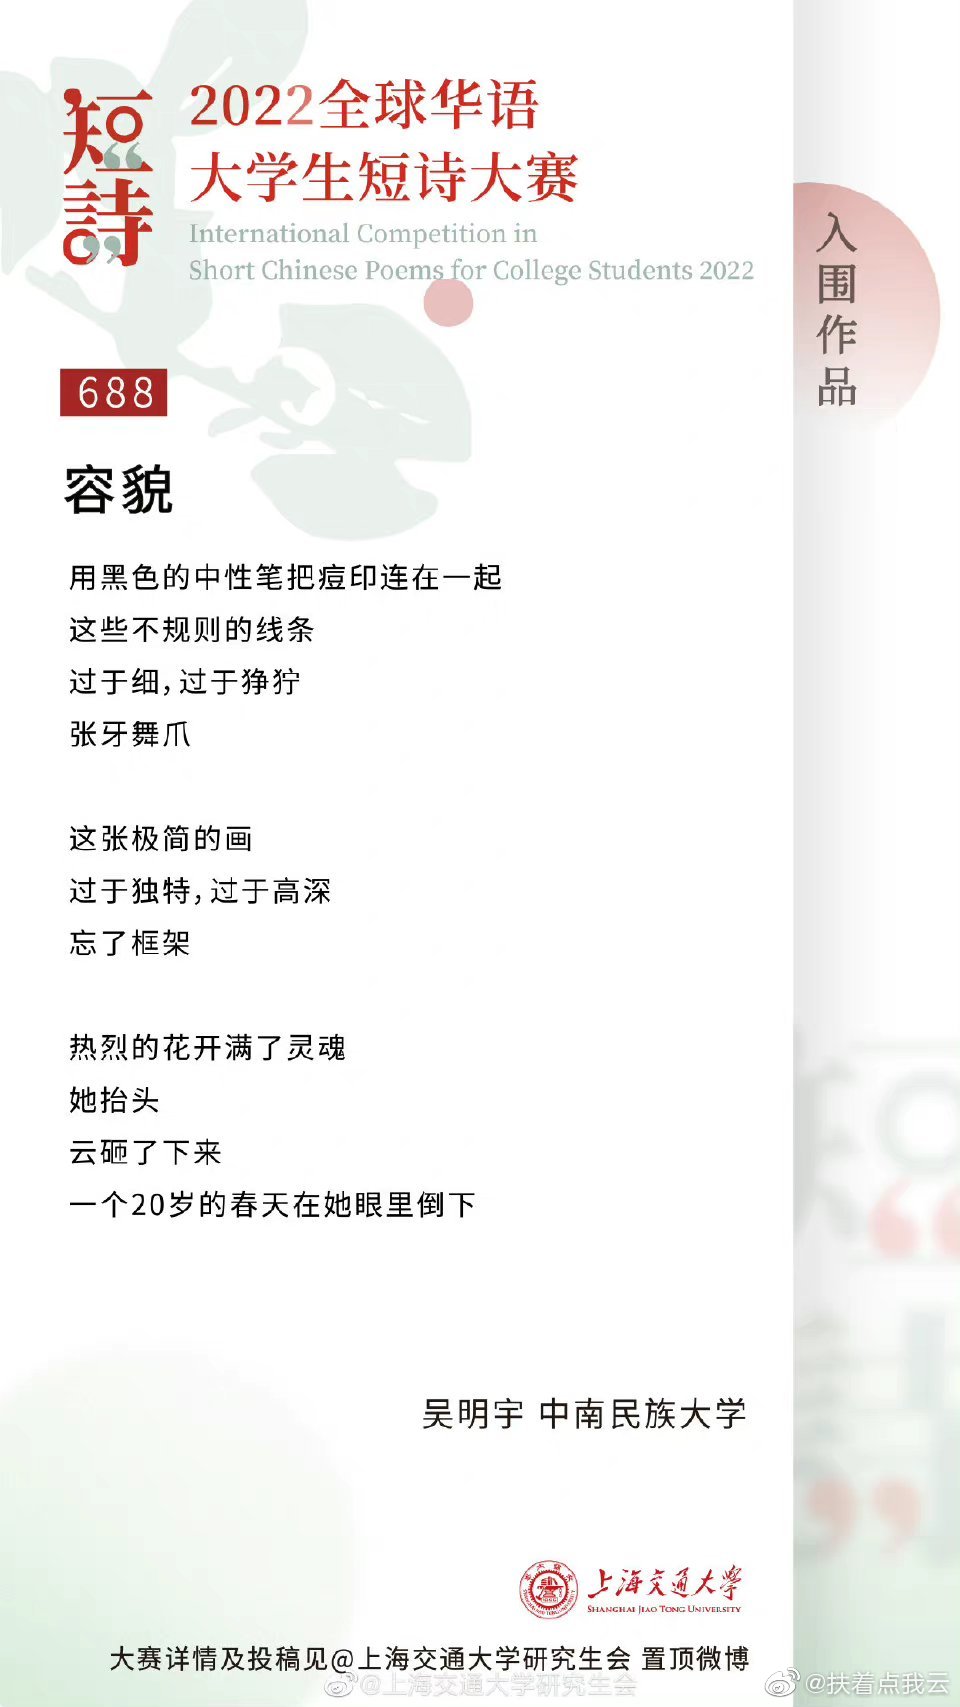 短詩
2022全球华语
大学生短诗大赛
International Competition in
Short Chinese Poems for College Students 2022
入围作品
688
容貌
用黑色的中性笔把痘印连在一起
这些不规则的线条
过于细，过于狰狞
张牙舞爪
这张极简的画
过于独特，过于高深
忘了框架
热烈的花开满了灵魂
她抬头
云砸了下来
一个20岁的春天在她眼里倒下
吴明宇 中南民族大学
上海交通大学
SHANGHAI JIAO TONG UNIVERSITY
大赛详情及投稿见@上海交通大学研究生会 置顶微博
@上海交通大学研究生会
@扶着点我云